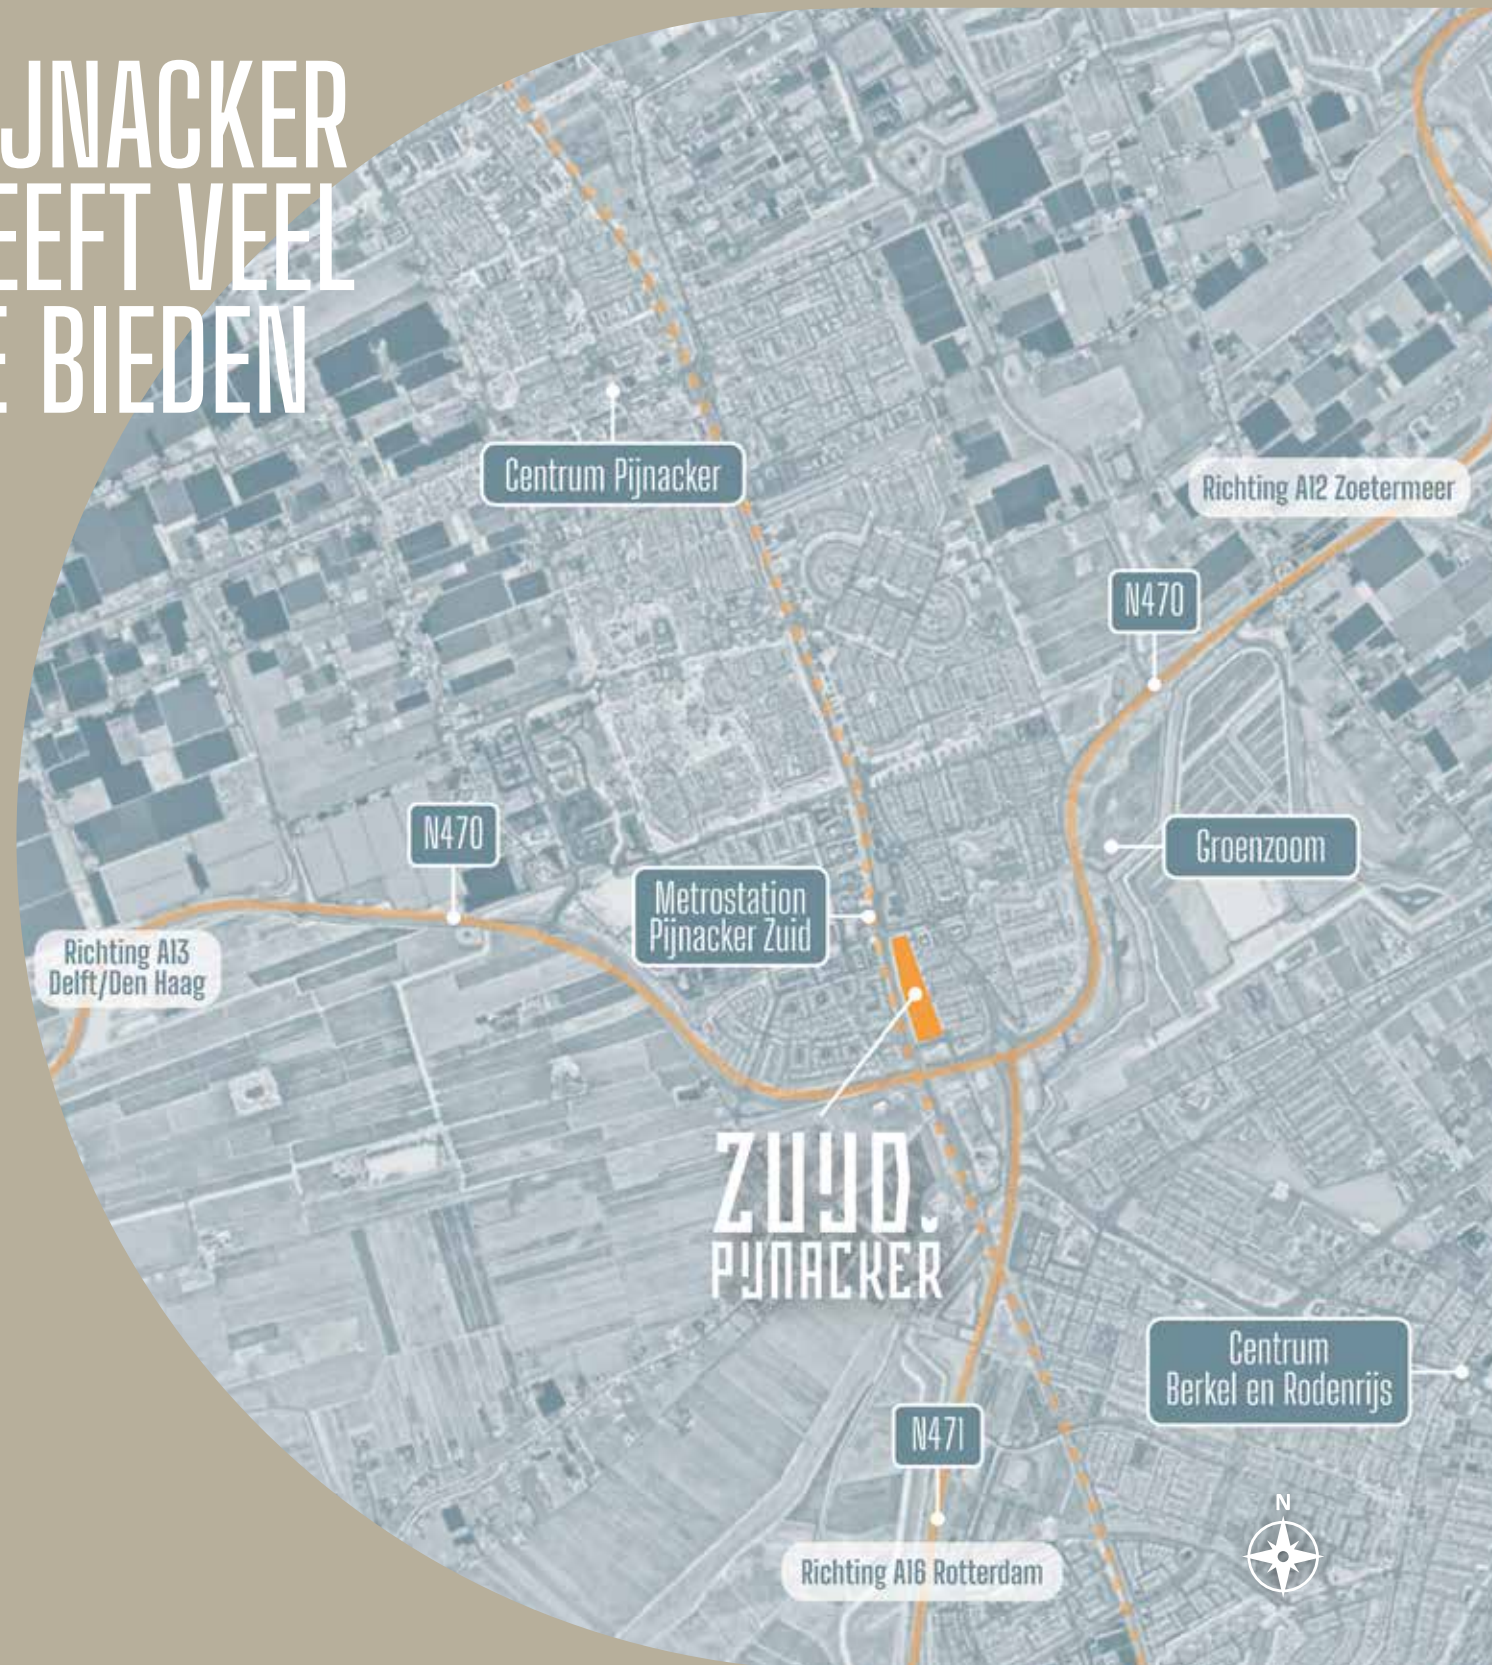 IJNACKER
EEFT VEEL
E BIEDEN
Centrum Pijnacker
Richting A12 Zoetermeer
N470
N470
Groenzoom
Metrostation
Pijnacker Zuid
Richting A13
Delft/Den Haag
ZUYD.
PIJNACKER
Centrum
Berkel en Rodenrijs
N471
N
Richting A16 Rotterdam